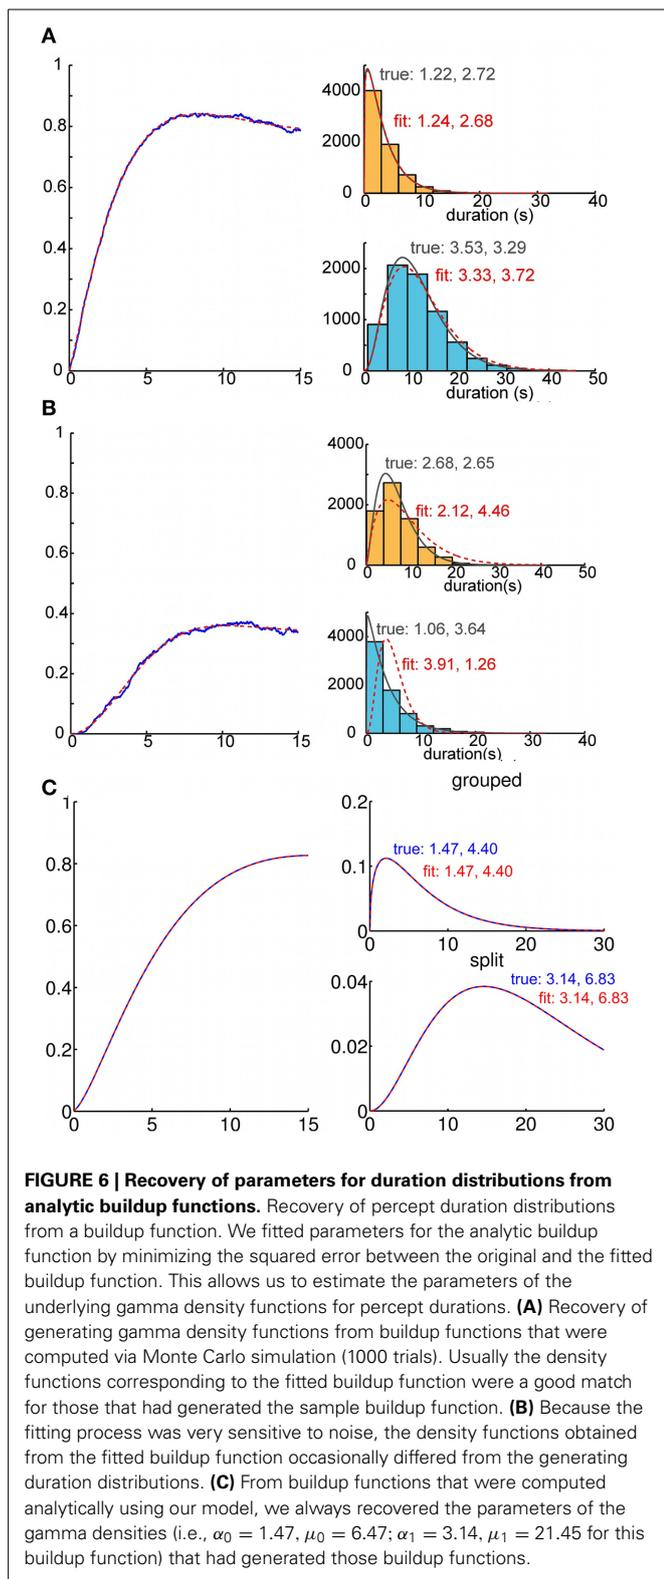 A
1
0.8
0.6
0.4
0.2
0
0 5 10 15
true: 1.22, 2.72
fit: 1.24, 2.68
4000
2000
0
0 10 20 30 40
duration (s)
true: 3.53, 3.29
fit: 3.33, 3.72
2000
1000
0
0 10 20 30 40 50
duration (s)
B
1
0.8
0.6
0.4
0.2
0
0 5 10 15
4000
true: 2.68, 2.65
2000
fit: 2.12, 4.46
0
0 10 20 30 40 50
duration(s)
true: 1.06, 3.64
4000
fit: 3.91, 1.26
2000
0
0 10 20 30 40
duration(s)
C
1
0.8
0.6
0.4
0.2
0
0 5 10 15
grouped
0.2
true: 1.47, 4.40
0.1
fit: 1.47, 4.40
0
0 10 20 30
split
0.04
true: 3.14, 6.83
fit: 3.14, 6.83
0.02
0
0 10 20 30
FIGURE 6 | Recovery of parameters for duration distributions from
analytic buildup functions. Recovery of percept duration distributions
from a buildup function. We fitted parameters for the analytic buildup
function by minimizing the squared error between the original and the fitted
buildup function. This allows us to estimate the parameters of the
underlying gamma density functions for percept durations. (A) Recovery of
generating gamma density functions from buildup functions that were
computed via Monte Carlo simulation (1000 trials). Usually the density
functions corresponding to the fitted buildup function were a good match
for those that had generated the sample buildup function. (B) Because the
fitting process was very sensitive to noise, the density functions obtained
from the fitted buildup function occasionally differed from the generating
duration distributions. (C) From buildup functions that were computed
analytically using our model, we always recovered the parameters of the
gamma densities (i.e., α0 = 1.47, μ0 = 6.47; α1 = 3.14, μ1 = 21.45 for this
buildup function) that had generated those buildup functions.